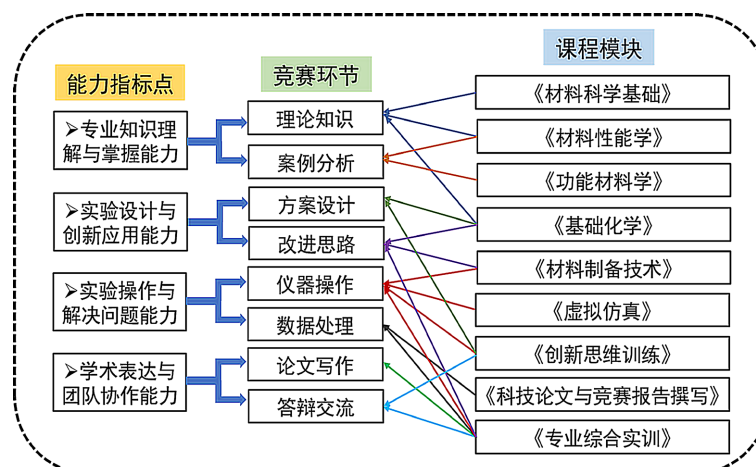 能力指标点
竞赛环节
课程模块
➢专业知识理
解与掌握能力
➢实验设计与
创新应用能力
➢实验操作与
解决问题能力
➢学术表达与
团队协作能力
理论知识
案例分析
方案设计
改进思路
仪器操作
数据处理
论文写作
答辩交流
《材料科学基础》
《材料性能学》
《功能材料学》
《基础化学》
《材料制备技术》
《虚拟仿真》
《创新思维训练》
《科技论文与竞赛报告撰写》
《专业综合实训》